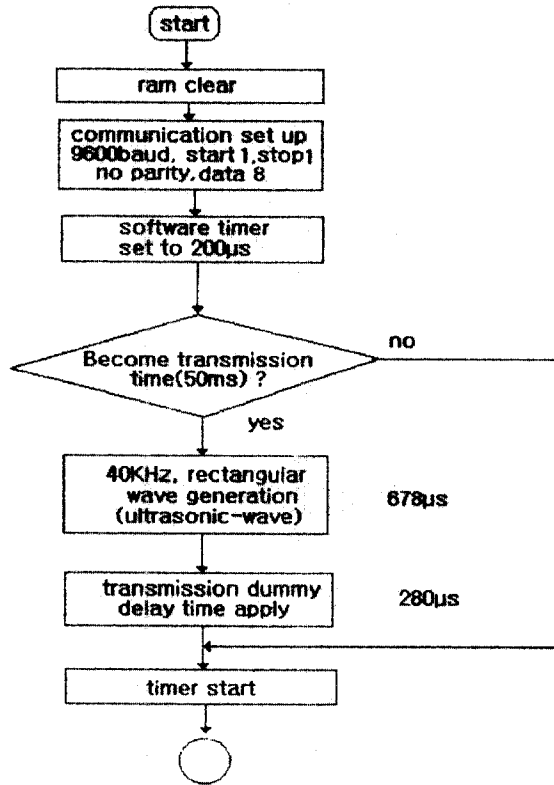 start
ram clear
communication set up
9600baud, start 1,stop1
no parity,data 8
software timer
set to 200µs
Become transmission
time(50ms) ?
no
yes
40KHz, rectangular
wave generation
(ultrasonic-wave)
678µs
transmission dummy
delay time apply
280µs
timer start